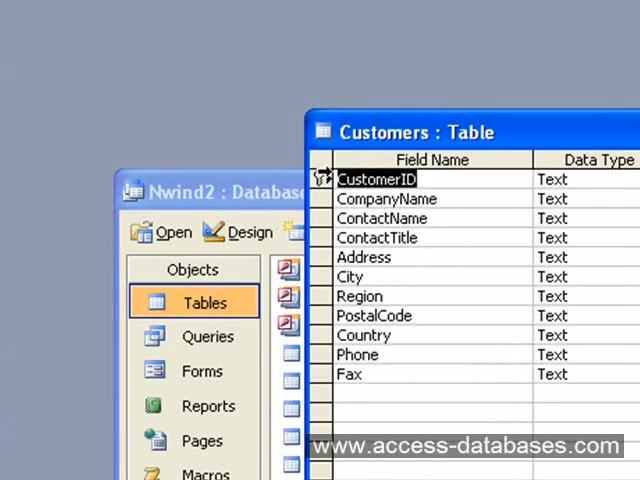 Customers : Table
Field Name Data Type
CustomerID Text
CompanyName Text
ContactName Text
ContactTitle Text
Address Text
City Text
Region Text
PostalCode Text
Country Text
Phone Text
Fax Text
Nwind2 : Databas
Open Design
Objects
Tables
Queries
Forms
Reports
Pages
Macros
www.access-databases.com